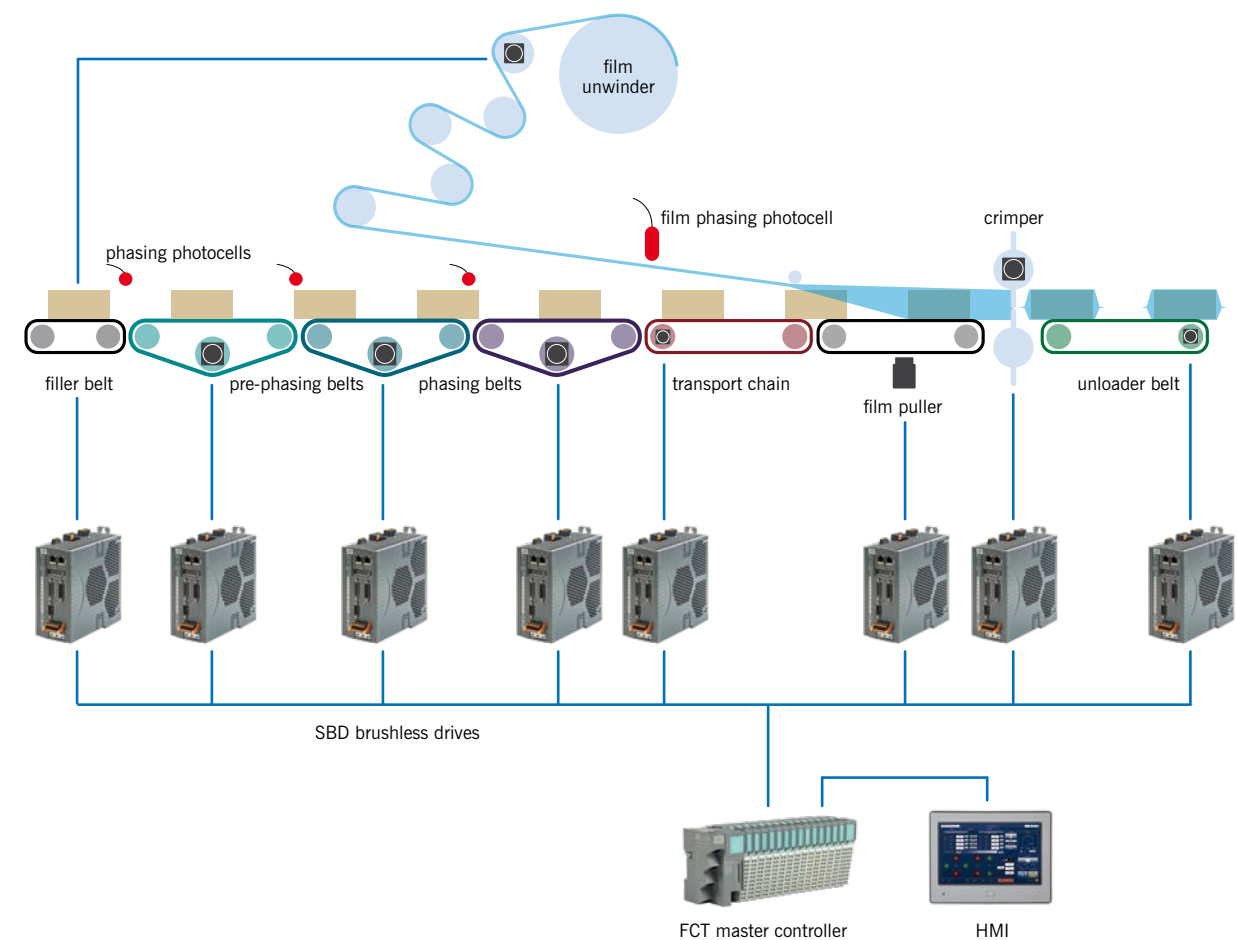 film
unwinder
film phasing photocell
crimper
phasing photocells
filler belt
pre-phasing belts
phasing belts
transport chain
unloader belt
film puller
SBD brushless drives
FCT master controller
HMI